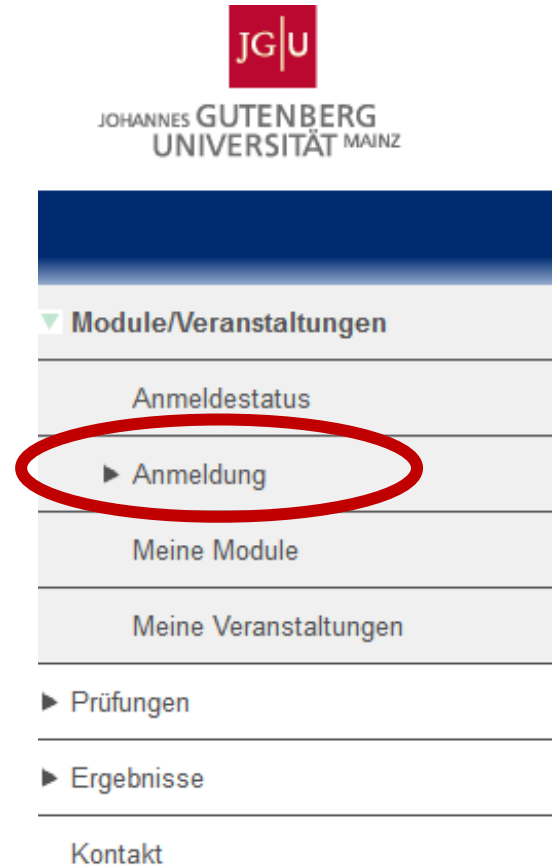 JG|U
JOHANNES GUTENBERG
UNIVERSITÄT MAINZ
Module/Veranstaltungen
Anmeldestatus
Anmeldung
Meine Module
Meine Veranstaltungen
Prüfungen
Ergebnisse
Kontakt